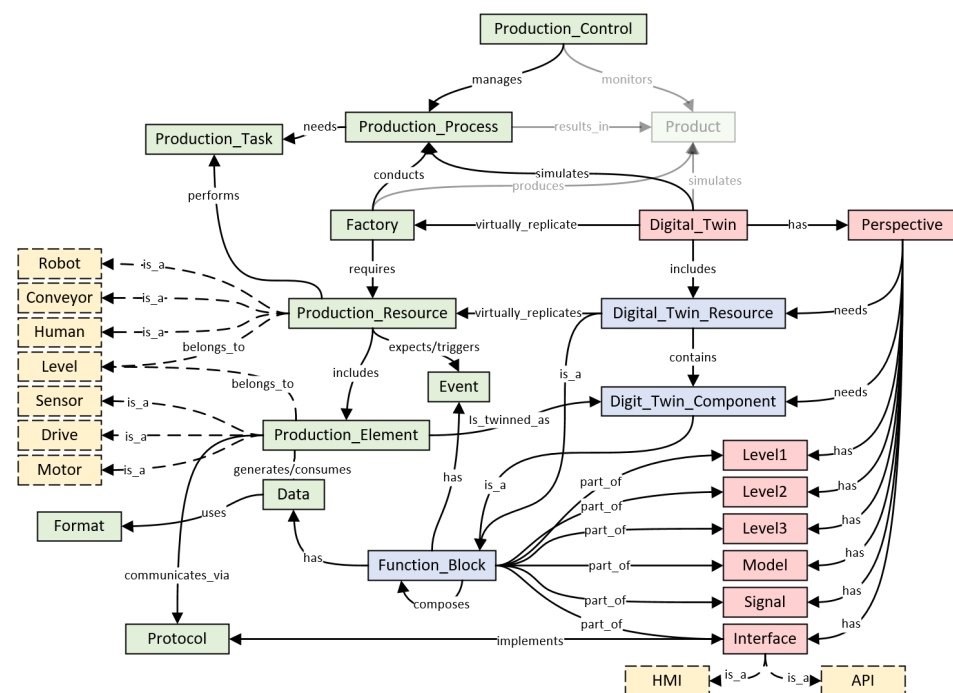 Production_Control
manages
monitors
Production_Task
needs
Production_Process
results_in
Product
conducts
simulates
produces
simulates
performs
Factory
virtually_replicate
Digital_Twin
has
Perspective
Robot
is_a
requires
includes
Conveyor
is_a
Production_Resource
virtually_replicates
Digital_Twin_Resource
needs
Human
is_a
belongs_to
expects/triggers
contains
Level
belongs_to
includes
Event
is_a
Sensor
is_a
Is_twinned_as
Digit_Twin_Component
needs
Drive
is_a
Production_Element
Motor
is_a
generates/consumes
has
is_a
part_of
Level1
has
Data
part_of
Level2
has
Format
uses
part_of
Level3
has
has
Function_Block
part_of
Model
has
communicates_via
composes
part_of
Signal
has
part_of
Protocol
implements
Interface
has
HMI
is_a
is_a
API